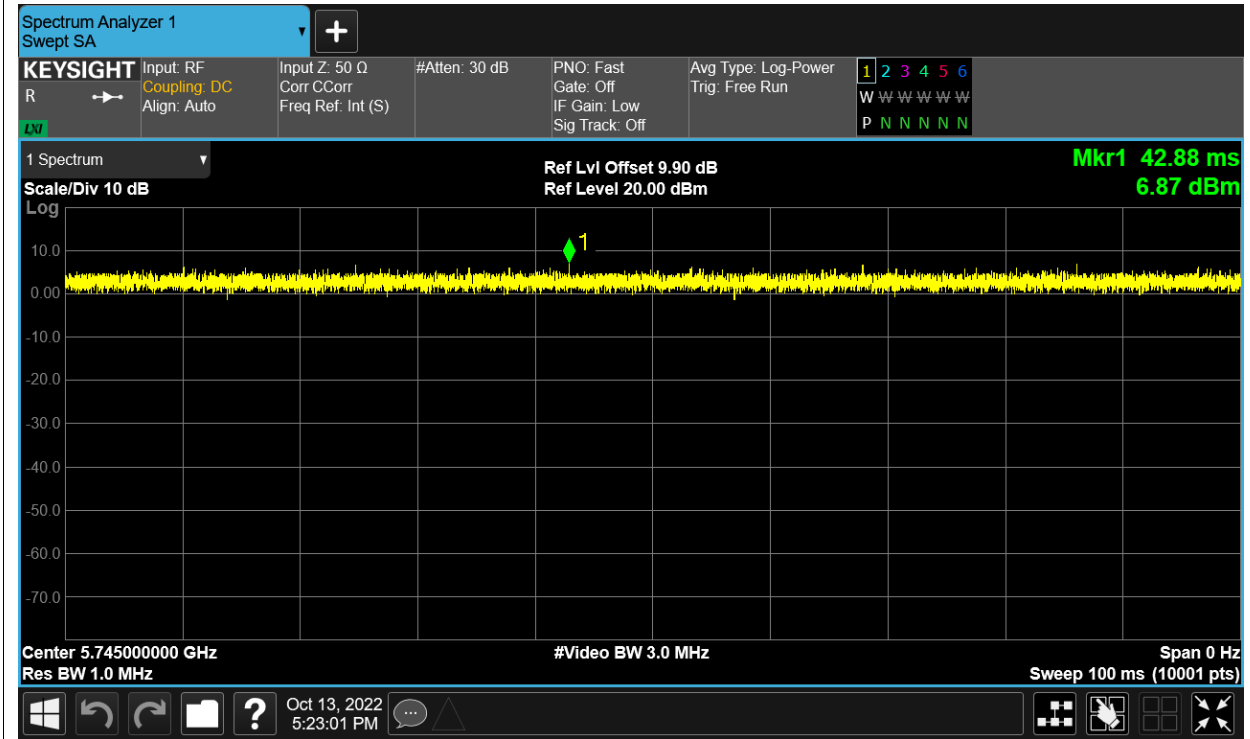 Spectrum Analyzer 1
Swept SA
KEYSIGHT
R
LXI
Input: RF
Coupling: DC
Align: Auto
Input Z: 50 Ω
Corr CCorr
Freq Ref: Int (S)
#Atten: 30 dB
PNO: Fast
Gate: Off
IF Gain: Low
Sig Track: Off
Avg Type: Log-Power
Trig: Free Run
1 2 3 4 5 6
W W W W W W
P N N N N N
1 Spectrum
Scale/Div 10 dB
Log
Ref Lvl Offset 9.90 dB
Ref Level 20.00 dBm
Mkr1 42.88 ms
6.87 dBm
1
10.0
0.00
-10.0
-20.0
-30.0
-40.0
-50.0
-60.0
-70.0
Center 5.745000000 GHz
Res BW 1.0 MHz
#Video BW 3.0 MHz
Span 0 Hz
Sweep 100 ms (10001 pts)
?
Oct 13, 2022
5:23:01 PM